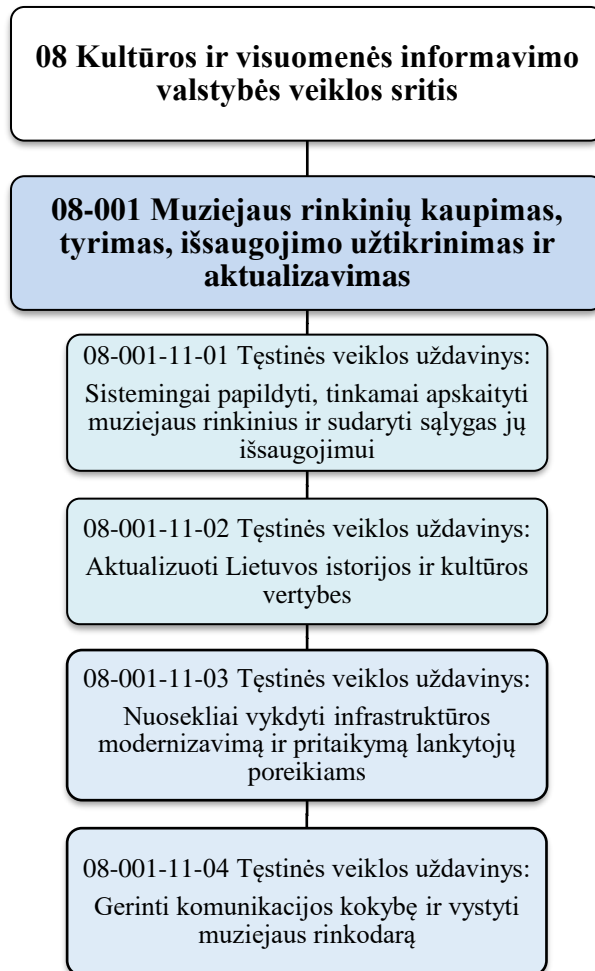 08 Kultūros ir visuomenės informavimo
valstybės veiklos sritis
08-001 Muziejaus rinkinių kaupimas,
tyrimas, išsaugojimo užtikrinimas ir
aktualizavimas
08-001-11-01 Tęstinės veiklos uždavinys:
Sistemingai papildyti, tinkamai apskaityti
muziejaus rinkinius ir sudaryti sąlygas jų
išsaugojimui
08-001-11-02 Tęstinės veiklos uždavinys:
Aktualizuoti Lietuvos istorijos ir kultūros
vertybes
08-001-11-03 Tęstinės veiklos uždavinys:
Nuosekliai vykdyti infrastruktūros
modernizavimą ir pritaikymą lankytojų
poreikiams
08-001-11-04 Tęstinės veiklos uždavinys:
Gerinti komunikacijos kokybę ir vystyti
muziejaus rinkodarą